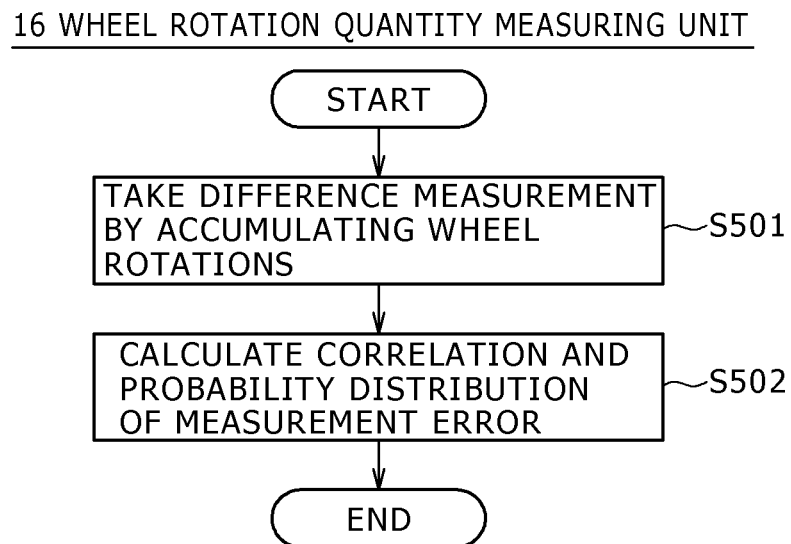 16 WHEEL ROTATION QUANTITY MEASURING UNIT
START
TAKE DIFFERENCE MEASUREMENT
BY ACCUMULATING WHEEL
ROTATIONS
S501
CALCULATE CORRELATION AND
PROBABILITY DISTRIBUTION
OF MEASUREMENT ERROR
S502
END